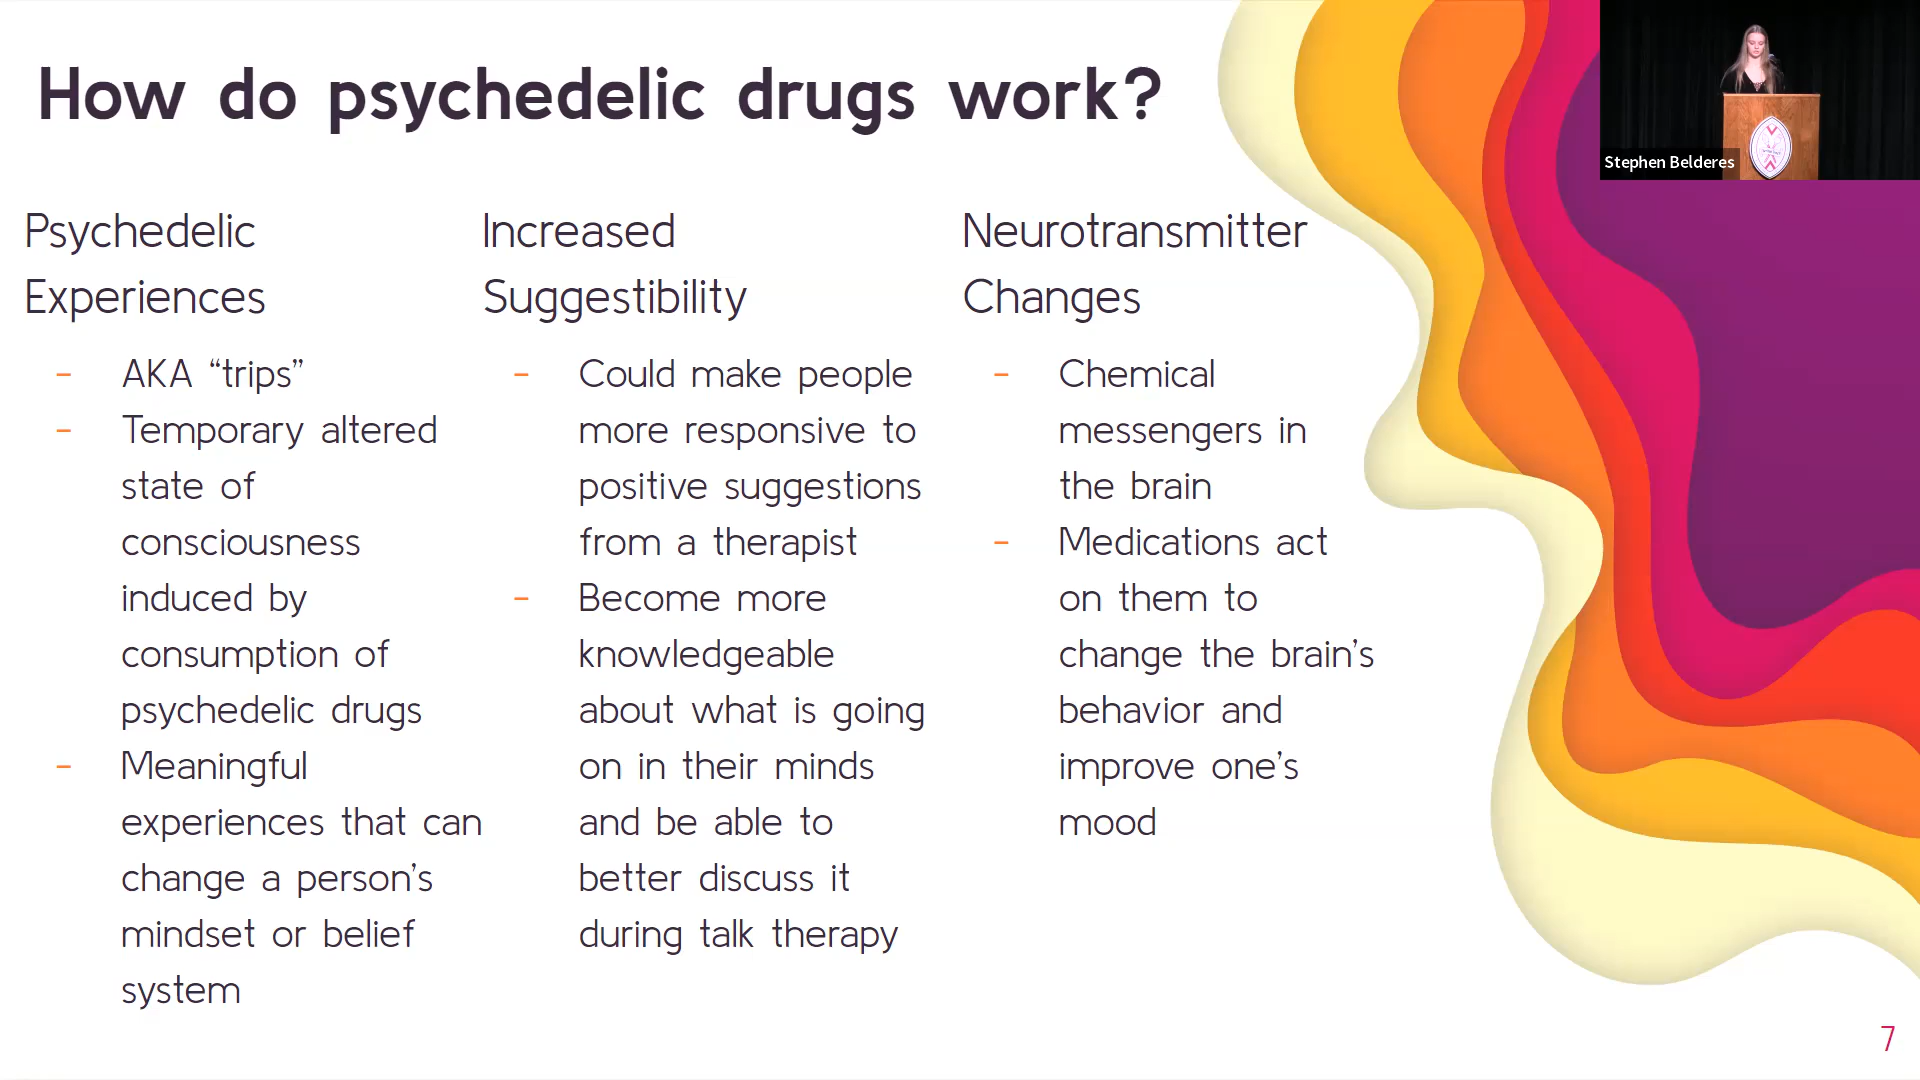 How do psychedelic drugs work?
Stephen Belderes
Psychedelic
Experiences
- AKA “trips”
- Temporary altered
state of
consciousness
induced by
consumption of
psychedelic drugs
- Meaningful
experiences that can
change a person’s
mindset or belief
system
Increased
Suggestibility
- Could make people
more responsive to
positive suggestions
from a therapist
- Become more
knowledgeable
about what is going
on in their minds
and be able to
better discuss it
during talk therapy
Neurotransmitter
Changes
- Chemical
messengers in
the brain
- Medications act
on them to
change the brain’s
behavior and
improve one’s
mood
7